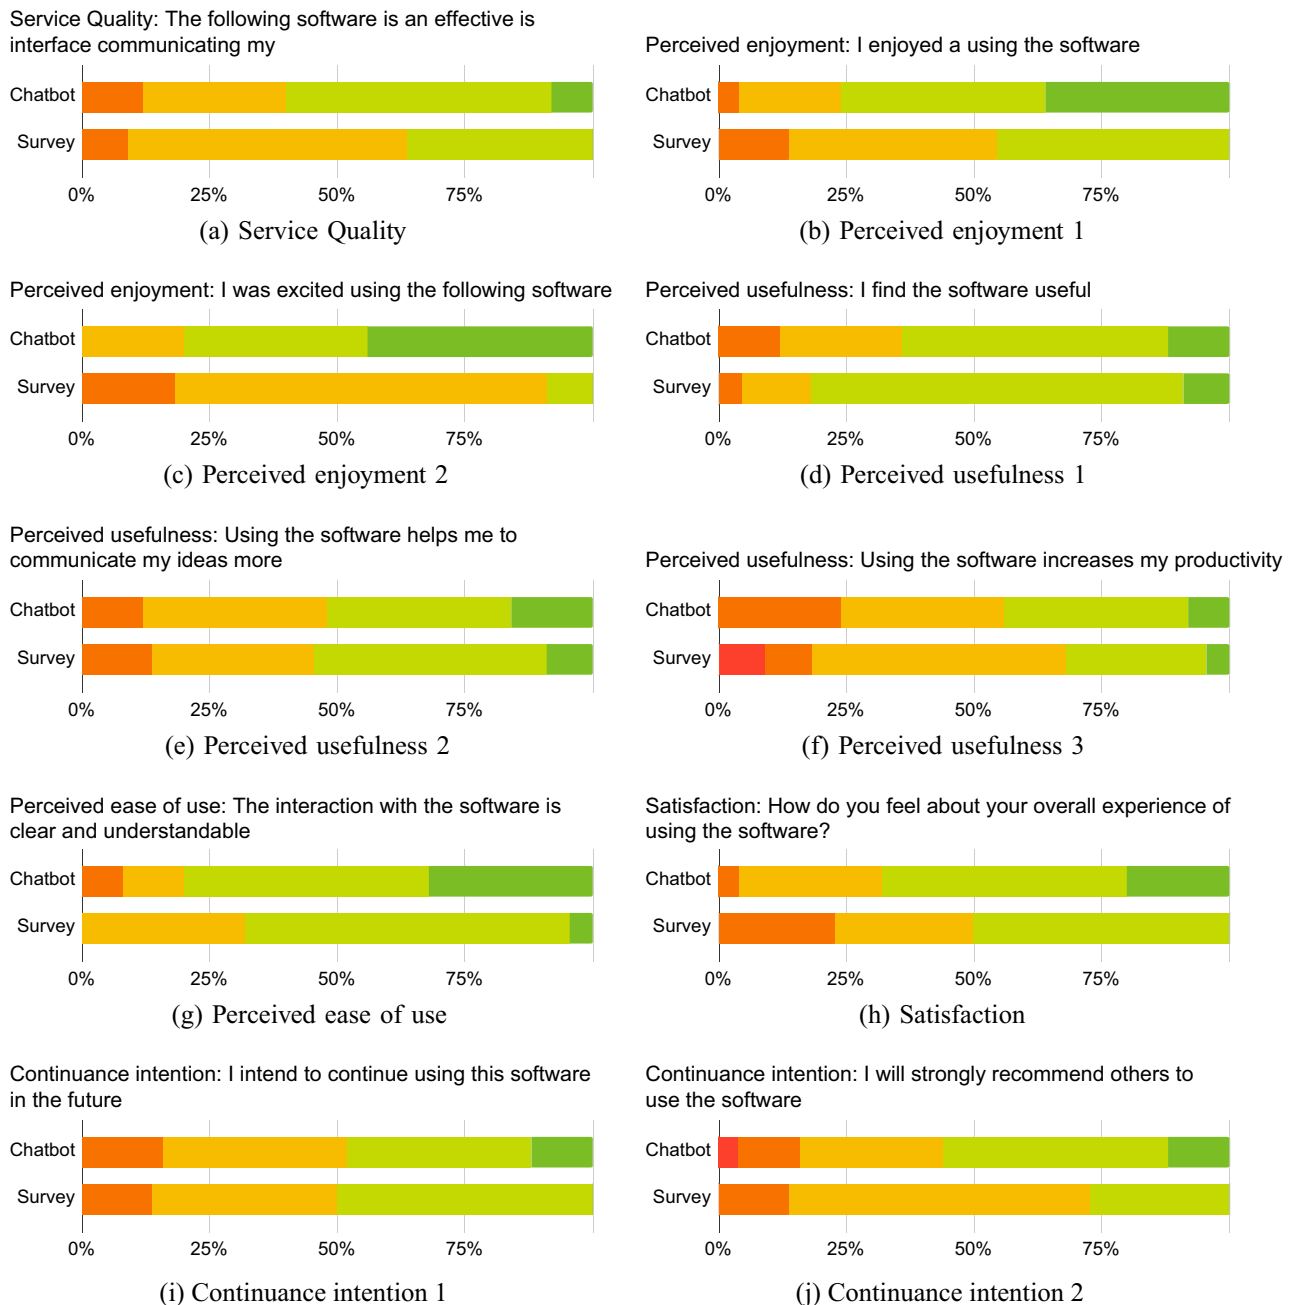 Service Quality: The following software is an effective is
interface communicating my
Chatbot
Survey
0% 25% 50% 75%
(a) Service Quality
Perceived enjoyment: I enjoyed a using the software
Chatbot
Survey
0% 25% 50% 75%
(b) Perceived enjoyment 1
Perceived enjoyment: I was excited using the following software
Chatbot
Survey
0% 25% 50% 75%
(c) Perceived enjoyment 2
Perceived usefulness: I find the software useful
Chatbot
Survey
0% 25% 50% 75%
(d) Perceived usefulness 1
Perceived usefulness: Using the software helps me to
communicate my ideas more
Chatbot
Survey
0% 25% 50% 75%
(e) Perceived usefulness 2
Perceived usefulness: Using the software increases my productivity
Chatbot
Survey
0% 25% 50% 75%
(f) Perceived usefulness 3
Perceived ease of use: The interaction with the software is
clear and understandable
Chatbot
Survey
0% 25% 50% 75%
(g) Perceived ease of use
Satisfaction: How do you feel about your overall experience of
using the software?
Chatbot
Survey
0% 25% 50% 75%
(h) Satisfaction
Continuance intention: I intend to continue using this software
in the future
Chatbot
Survey
0% 25% 50% 75%
(i) Continuance intention 1
Continuance intention: I will strongly recommend others to
use the software
Chatbot
Survey
0% 25% 50% 75%
(j) Continuance intention 2